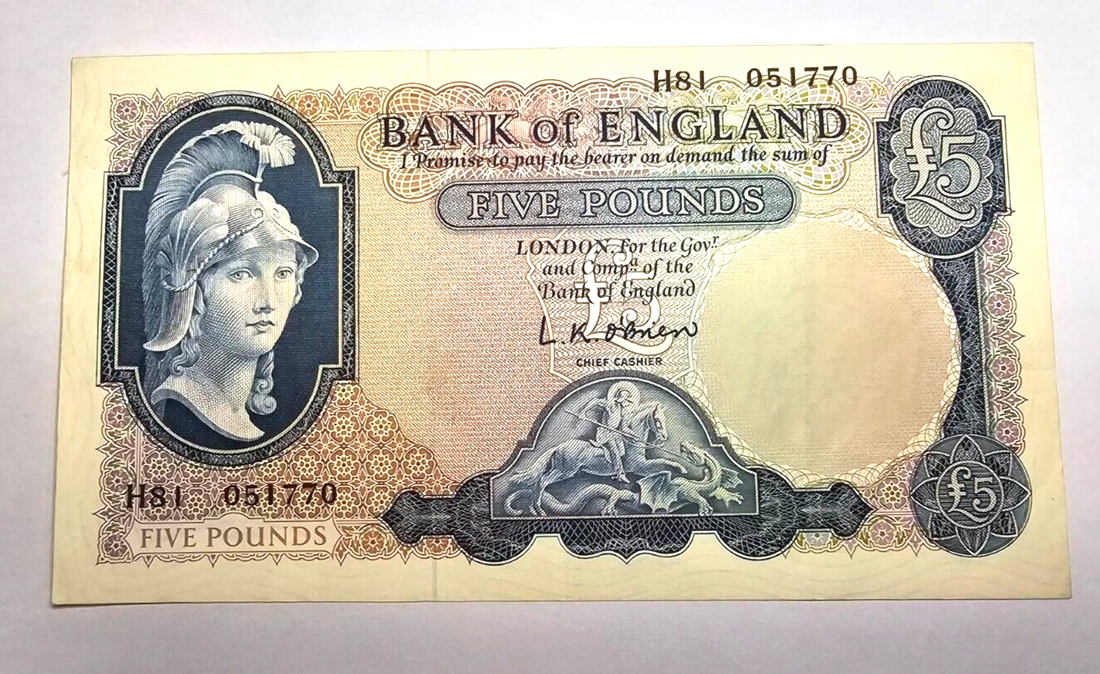 H81 051770
BANK of ENGLAND
£5
I Promise to pay the bearer on demand the sum of
FIVE POUNDS
LONDON. For the Govr.
and Compa. of the
Bank of England
£5
L.K. O'Brien
CHIEF CASHIER
H81 051770
£5
FIVE POUNDS